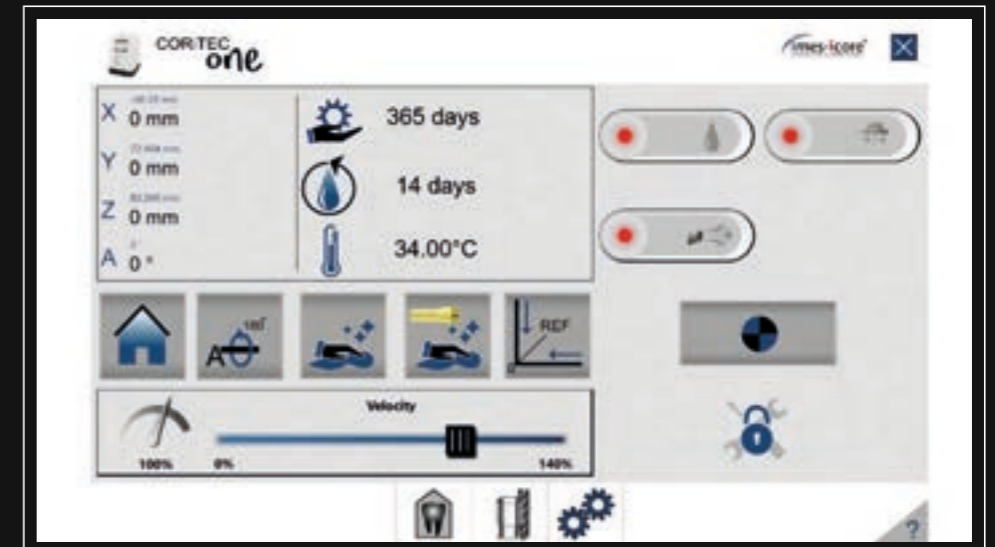 CORiTEC
one
imes-icore
X 0 mm
365 days
Y 0 mm
14 days
Z 0 mm
34.00°C
A 0 °
180°
A
REF
Velocity
100% 0% 140%
?